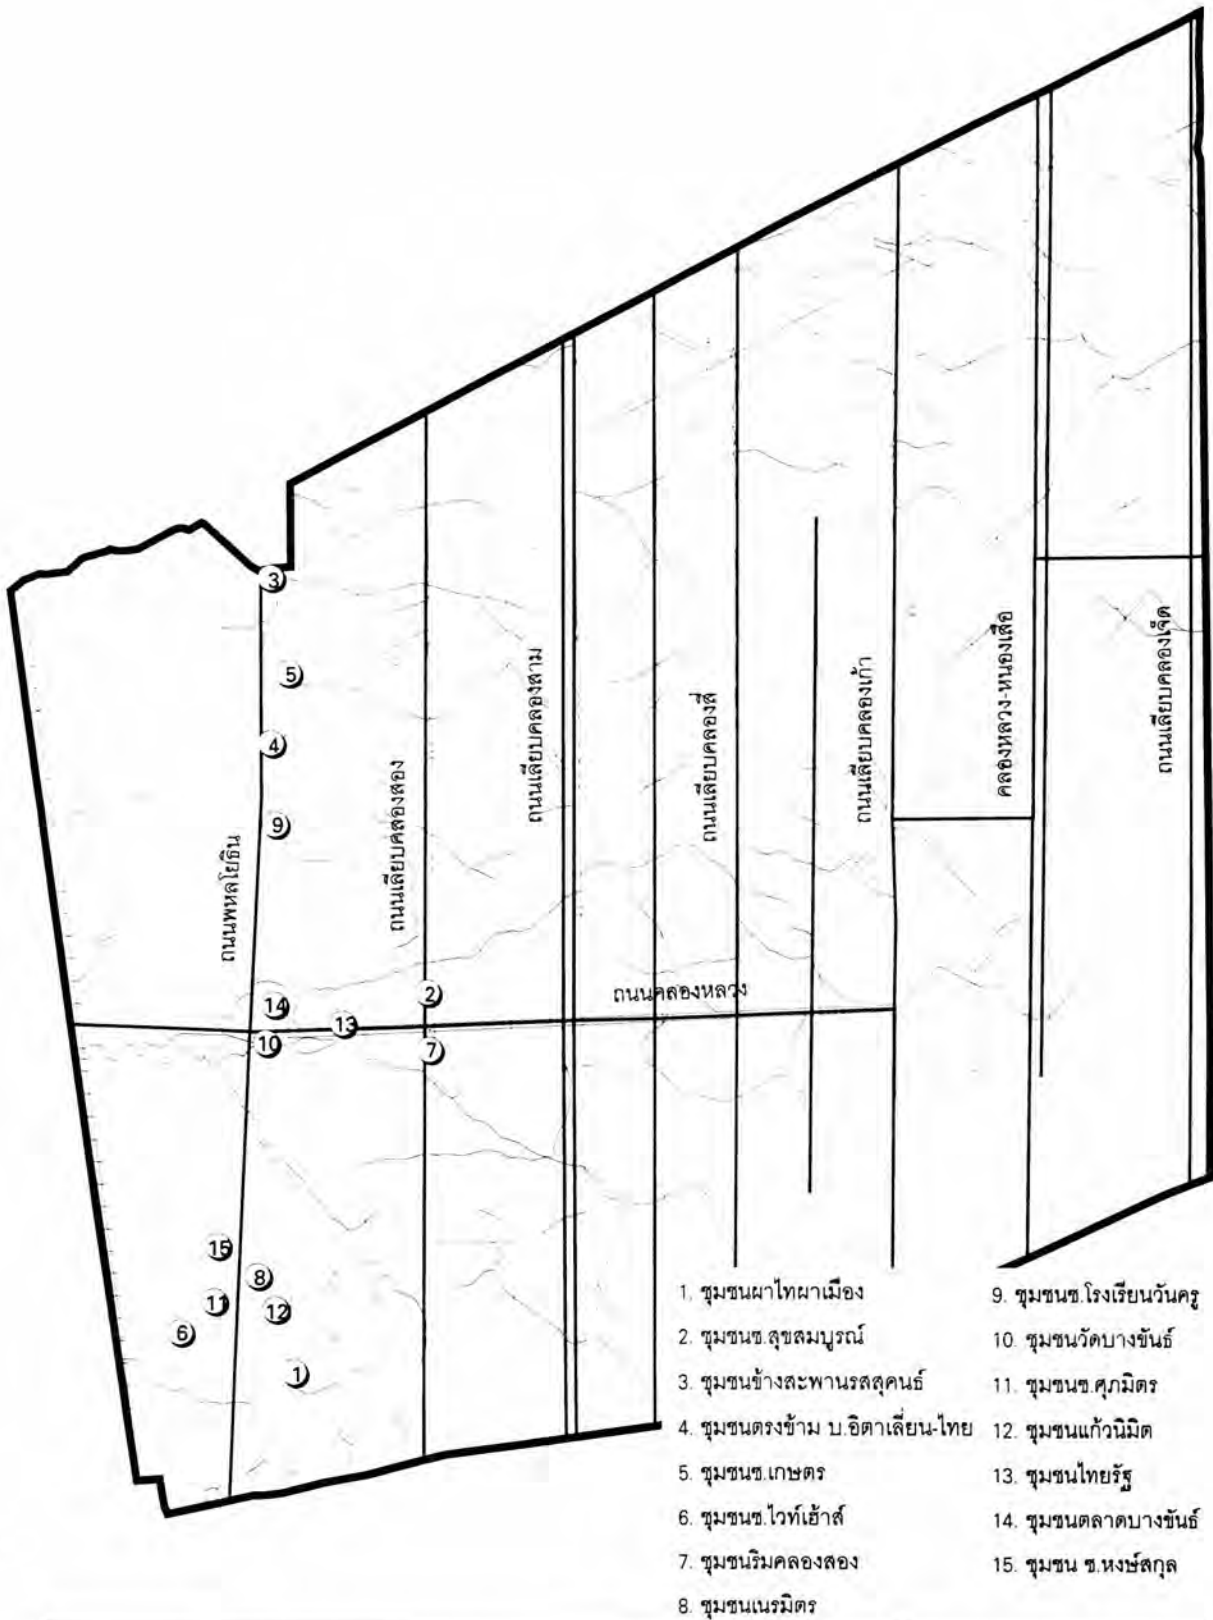 3
5
4
9
14
13
10
2
7
15
8
11
12
6
1
ถนนพหลโยธิน
ถนนเลียบคลองสอง
ถนนเลียบคลองสาม
ถนนเลียบคลองสี่
ถนนเลียบคลองเก้า
คลองหลวง-หนองเสือ
ถนนเลียบคลองเจ็ด
ถนนคลองหลวง
1. ชุมชนผาไทผาเมือง
2. ชุมชนซ.สุขสมบูรณ์
3. ชุมชนข้างสะพานรสสุคนธ์
4. ชุมชนตรงข้าม บ.อิตาเลี่ยน-ไทย
5. ชุมชนซ.เกษตร
6. ชุมชนซ.ไวท์เฮ้าส์
7. ชุมชนริมคลองสอง
8. ชุมชนเนรมิตร
9. ชุมชนซ.โรงเรียนวันครู
10. ชุมชนวัดบางขันธ์
11. ชุมชนซ.ศุภมิตร
12. ชุมชนแก้วนิมิต
13. ชุมชนไทยรัฐ
14. ชุมชนตลาดบางขันธ์
15. ชุมชน ซ.หงษ์สกุล